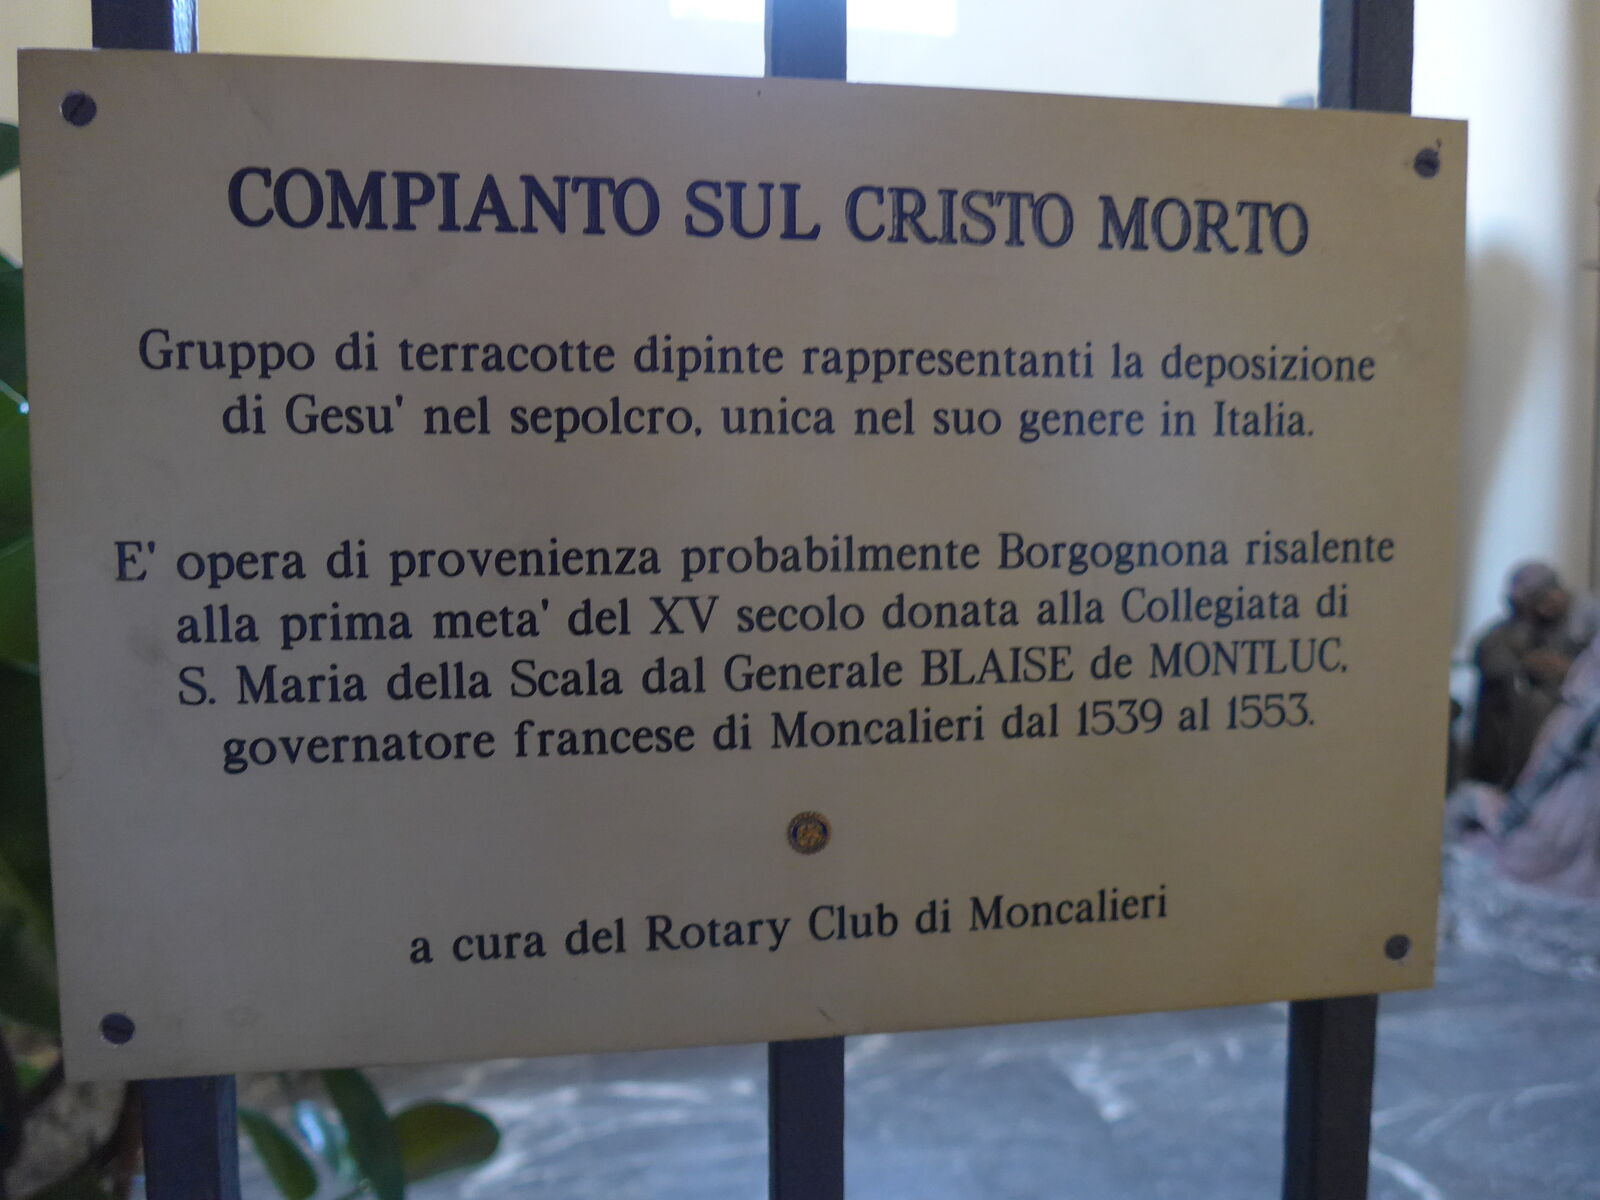 COMPIANTO SUL CRISTO MORTO
Gruppo di terracotte dipinte rappresentanti la deposizione
di Gesu' nel sepolcro, unica nel suo genere in Italia.
E' opera di provenienza probabilmente Borgognona risalente
alla prima meta' del XV secolo donata alla Collegiata di
S. Maria della Scala dal Generale BLAISE de MONTLUC,
governatore francese di Moncalieri dal 1539 al 1553.
a cura del Rotary Club di Moncalieri